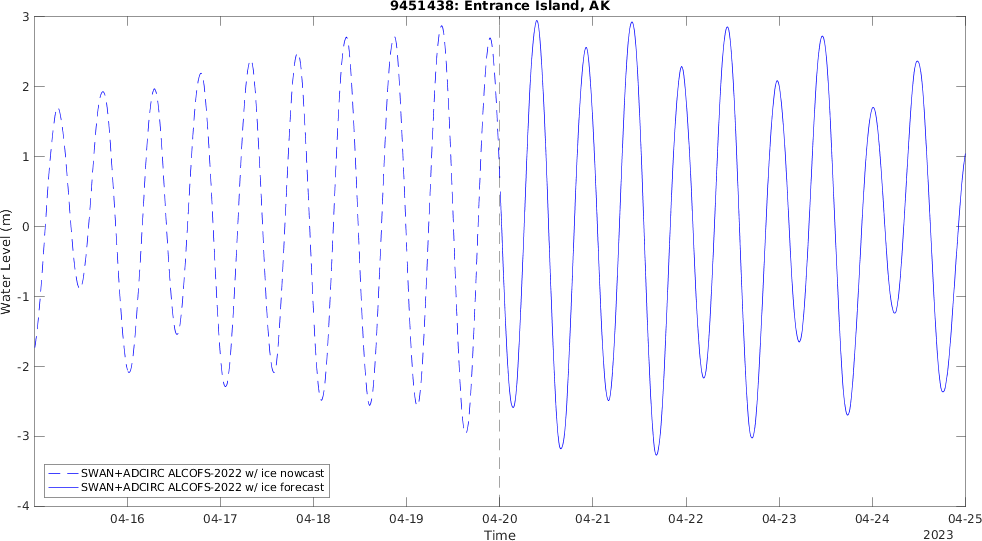 9451438: Entrance Island, AK
3
2
1
0
-1
-2
-3
-4
Water Level (m)
SWAN+ADCIRC ALCOFS-2022 w/ ice nowcast
SWAN+ADCIRC ALCOFS-2022 w/ ice forecast
04-16 04-17 04-18 04-19 04-20 04-21 04-22 04-23 04-24 04-25
Time
2023